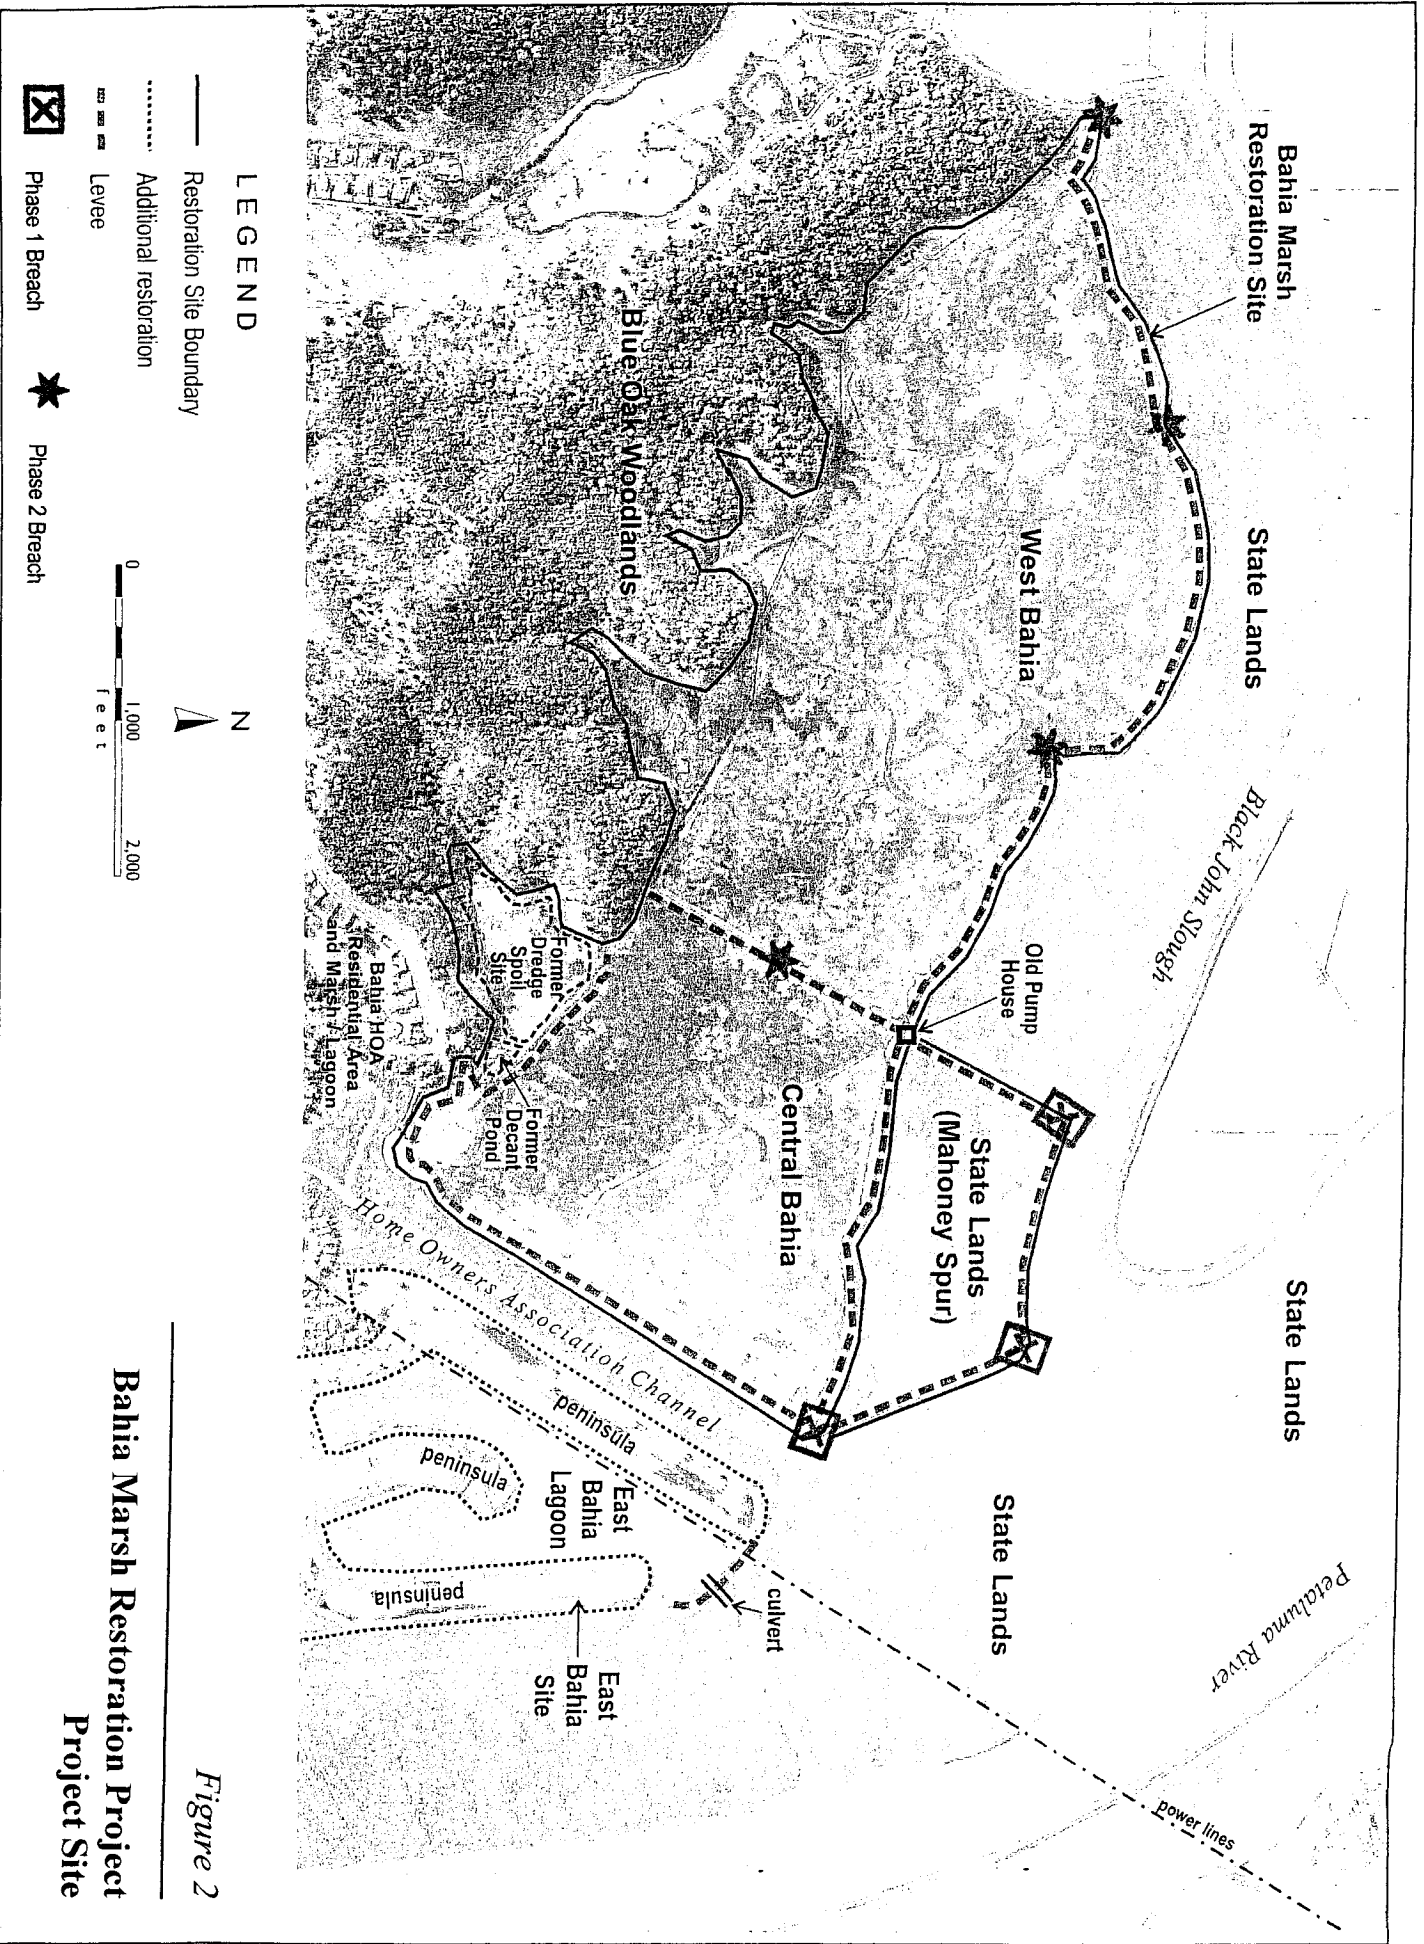 Bahia Marsh
Restoration Site
State Lands
Black John Slough
State Lands
Petaluma River
power lines
West Bahia
Old Pump
House
State Lands
(Mahoney Spur)
State Lands
Blue Oak Woodlands
Central Bahia
culvert
Former
Dredge
Spoil
Site
Former
Decant
Pond
Home Owners Association Channel
peninsula
peninsula
peninsula
East
Bahia
Lagoon
East
Bahia
Site
Bahia HOA
Residential Area
and Marsh / Lagoon
LEGEND
Restoration Site Boundary
Additional restoration
Levee
Phase 1 Breach
Phase 2 Breach
N
0 1,000 2,000
feet
Figure 2
Bahia Marsh Restoration Project
Project Site